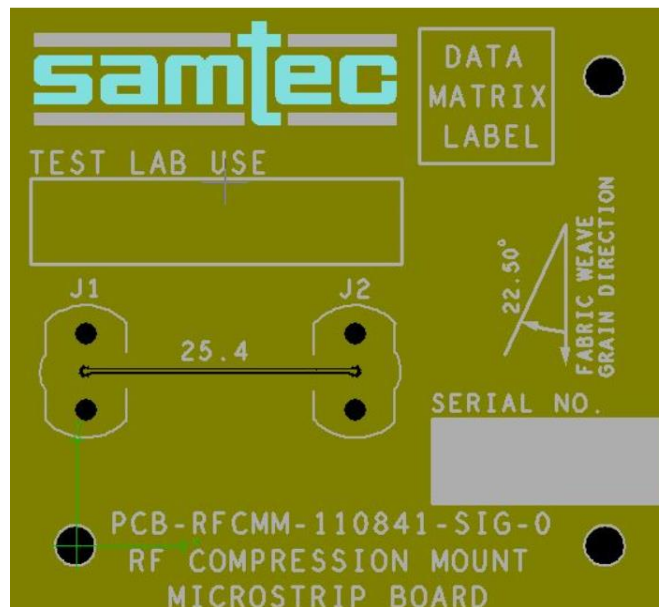 samtec
DATA
MATRIX
LABEL
TEST LAB USE
22.50°
FABRIC WEAVE
GRAIN DIRECTION
J1
J2
25.4
SERIAL NO.
PCB-RFCMM-110841-SIG-0
RF COMPRESSION MOUNT
MICROSTRIP BOARD